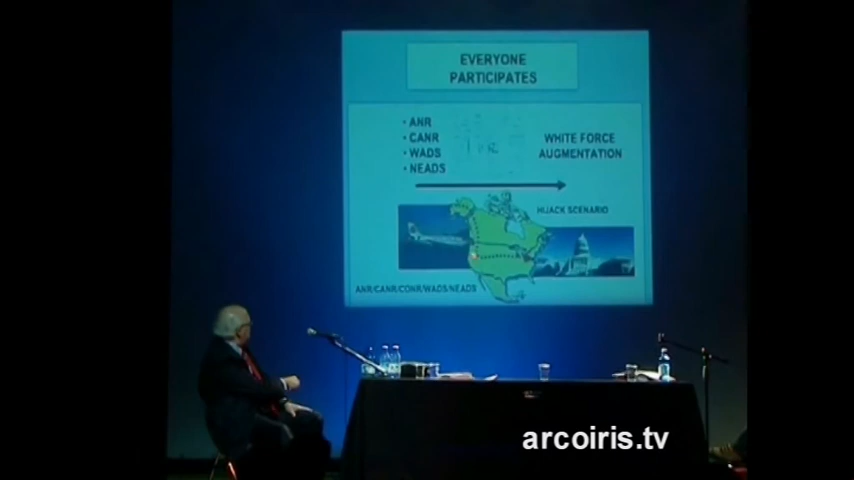 EVERYONE
PARTICIPATES
• ANR
• CANR
• WADS
• NEADS
WHITE FORCE
AUGMENTATION
HIJACK SCENARIO
ANR/CANR/CONR/WADS/NEADS
arcoiris.tv